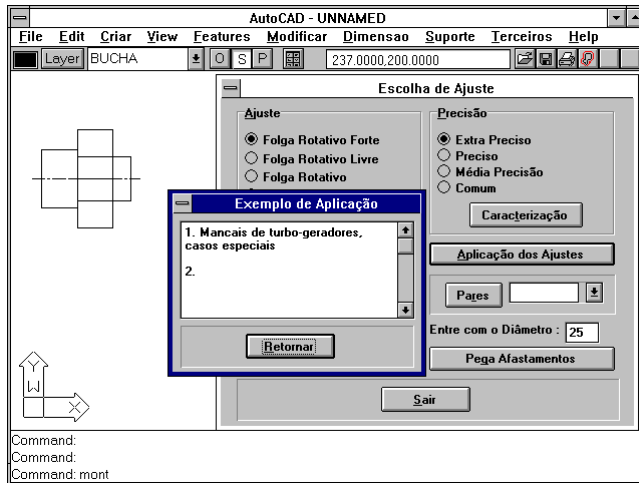 AutoCAD - UNNAMED
File Edit Criar View Features Modificar Dimensao Suporte Terceiros Help
Layer BUCHA O S P 237.0000,200.0000
Escolha de Ajuste
Ajuste
Folga Rotativo Forte
Folga Rotativo Livre
Folga Rotativo
Precisão
Extra Preciso
Preciso
Média Precisão
Comum
Caracterização
Exemplo de Aplicação
1. Mancais de turbo-geradores,
casos especiais
2.
Retornar
Aplicação dos Ajustes
Pares
Entre com o Diâmetro : 25
Pega Afastamentos
Sair
Y
W
X
Command:
Command:
Command: mont